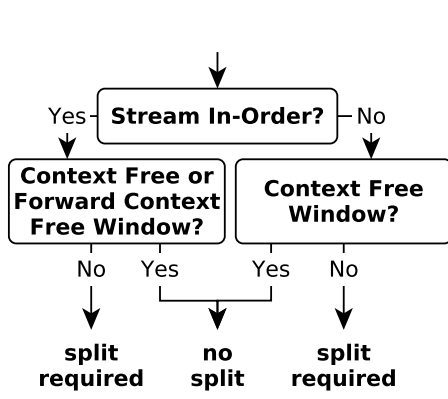 Stream In-Order?
Yes
No
Context Free or
Forward Context
Free Window?
Context Free
Window?
No
Yes
Yes
No
split
required
no
split
split
required